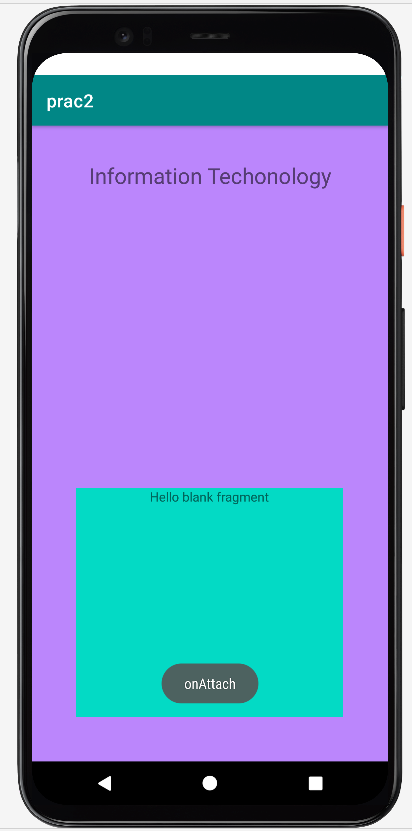 prac2
Information Techonology
Hello blank fragment
onAttach